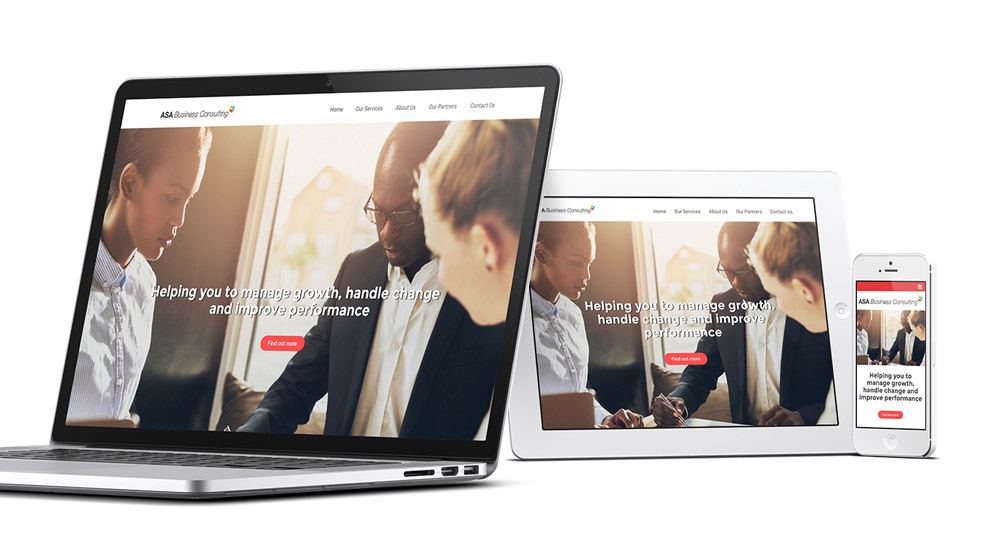 ASA Business Consulting
Home Our Services About Us Our Partners Contact Us
Helping you to manage growth, handle change
and improve performance
Find out more
A Business Consulting
Home Our Services About Us Our Partners Contact Us
Helping you to manage growth,
handle change and improve
performance
Find out more
ASA Business Consulting
Helping you to
manage growth,
handle change and
improve performance
Find out more